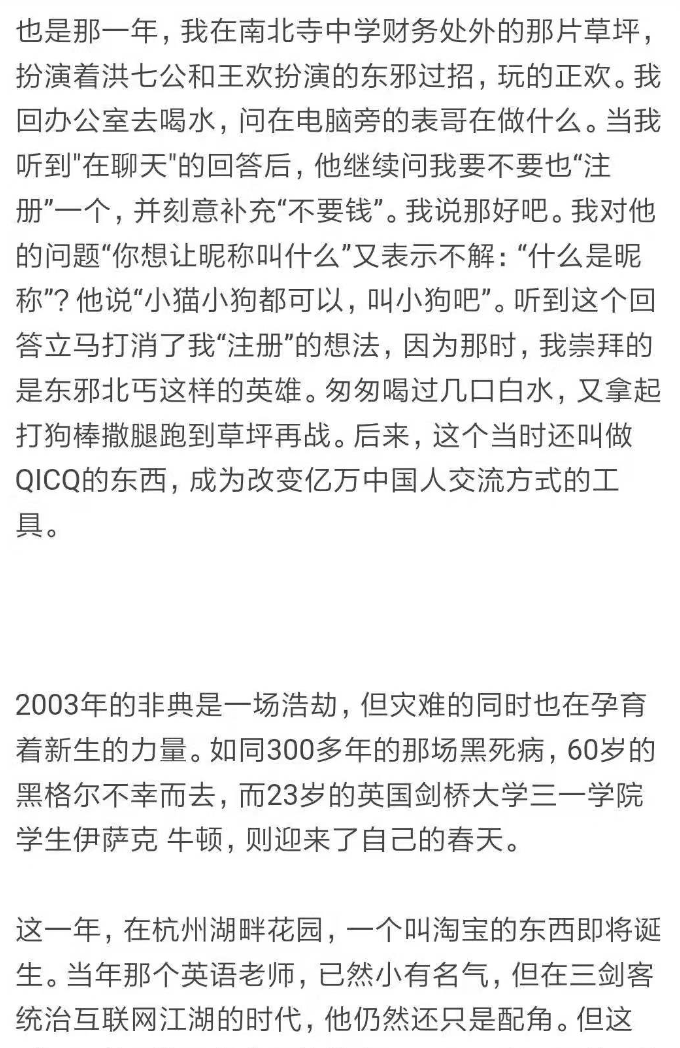 也是那一年，我在南北寺中学财务处外的那片草坪，
扮演着洪七公和王欢扮演的东邪过招，玩的正欢。我
回办公室去喝水，问在电脑旁的表哥在做什么。当我
听到"在聊天"的回答后，他继续问我要不要也“注
册”一个，并刻意补充“不要钱”。我说那好吧。我对他
的问题“你想让昵称叫什么”又表示不解：“什么是昵
称”？他说“小猫小狗都可以，叫小狗吧”。听到这个回
答立马打消了我“注册”的想法，因为那时，我崇拜的
是东邪北丐这样的英雄。匆匆喝过几口白水，又拿起
打狗棒撒腿跑到草坪再战。后来，这个当时还叫做
QICQ的东西，成为改变亿万中国人交流方式的工
具。
2003年的非典是一场浩劫，但灾难的同时也在孕育
着新生的力量。如同300多年的那场黑死病，60岁的
黑格尔不幸而去，而23岁的英国剑桥大学三一学院
学生伊萨克 牛顿，则迎来了自己的春天。
这一年，在杭州湖畔花园，一个叫淘宝的东西即将诞
生。当年那个英语老师，已然小有名气，但在三剑客
统治互联网江湖的时代，他仍然还只是配角。但这